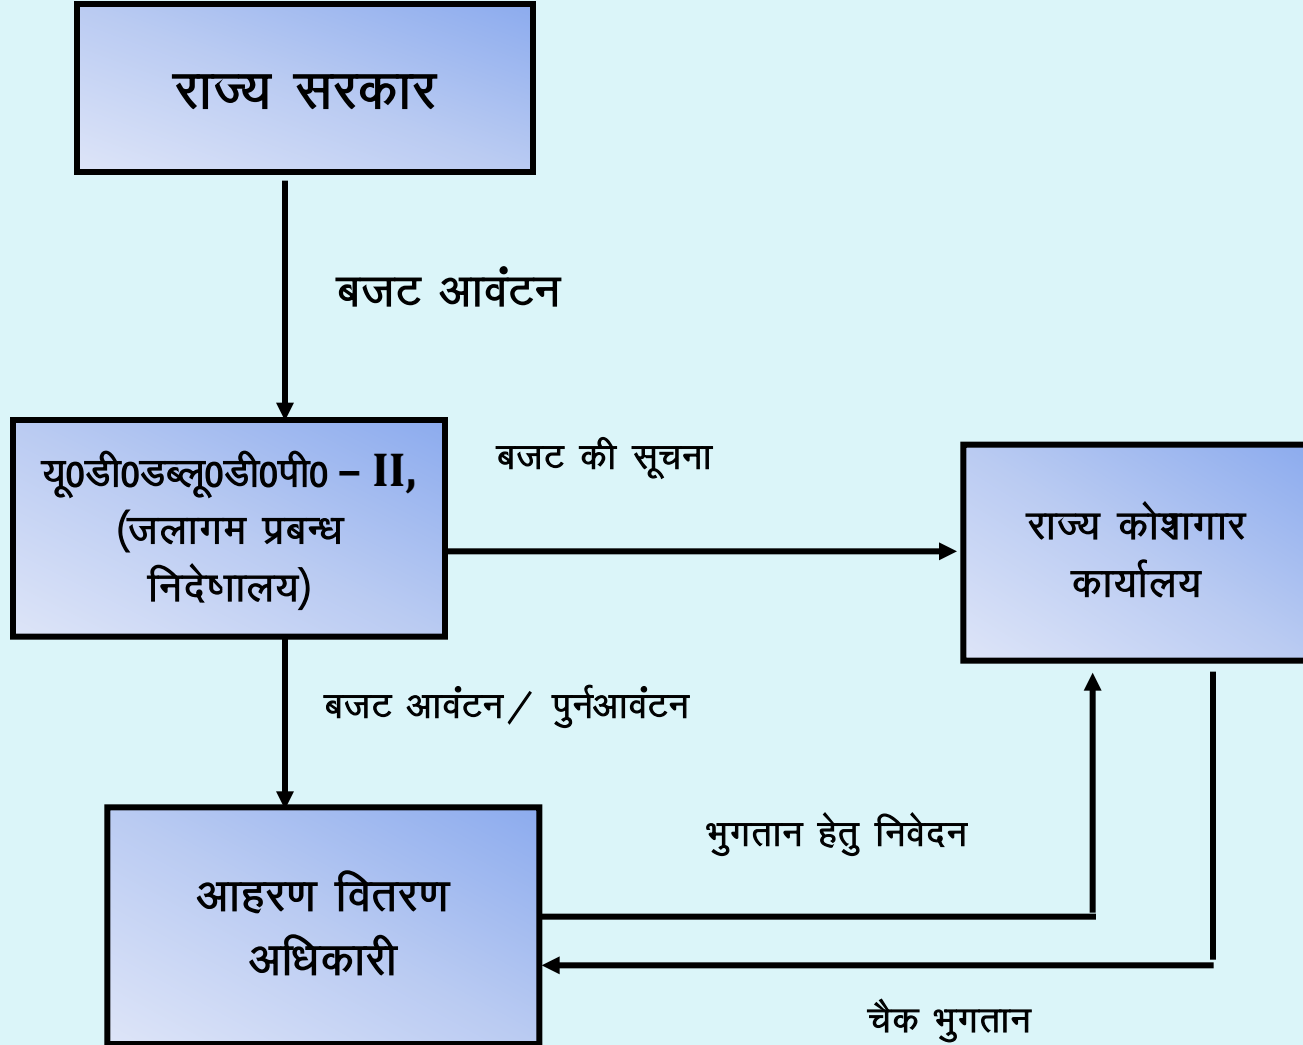 राज्य सरकार
बजट आवंटन
यू0डी0डब्लू0डी0पी0 – II,
(जलागम प्रबन्ध
निदेषालय)
बजट की सूचना
राज्य कोशागार
कार्यालय
बजट आवंटन/ पुर्नआवंटन
भुगतान हेतु निवेदन
आहरण वितरण
अधिकारी
चैक भुगतान